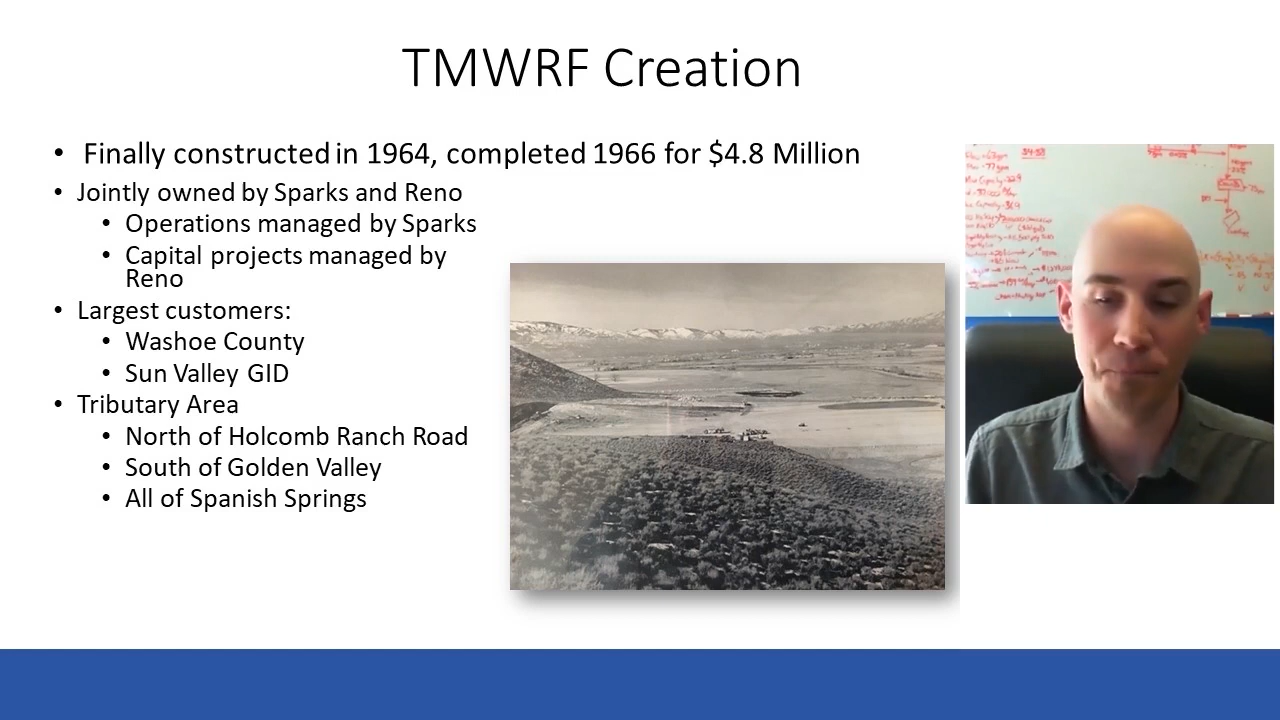 TMWRF Creation
• Finally constructed in 1964, completed 1966 for $4.8 Million
• Jointly owned by Sparks and Reno
• Operations managed by Sparks
• Capital projects managed by
Reno
• Largest customers:
• Washoe County
• Sun Valley GID
• Tributary Area
• North of Holcomb Ranch Road
• South of Golden Valley
• All of Spanish Springs